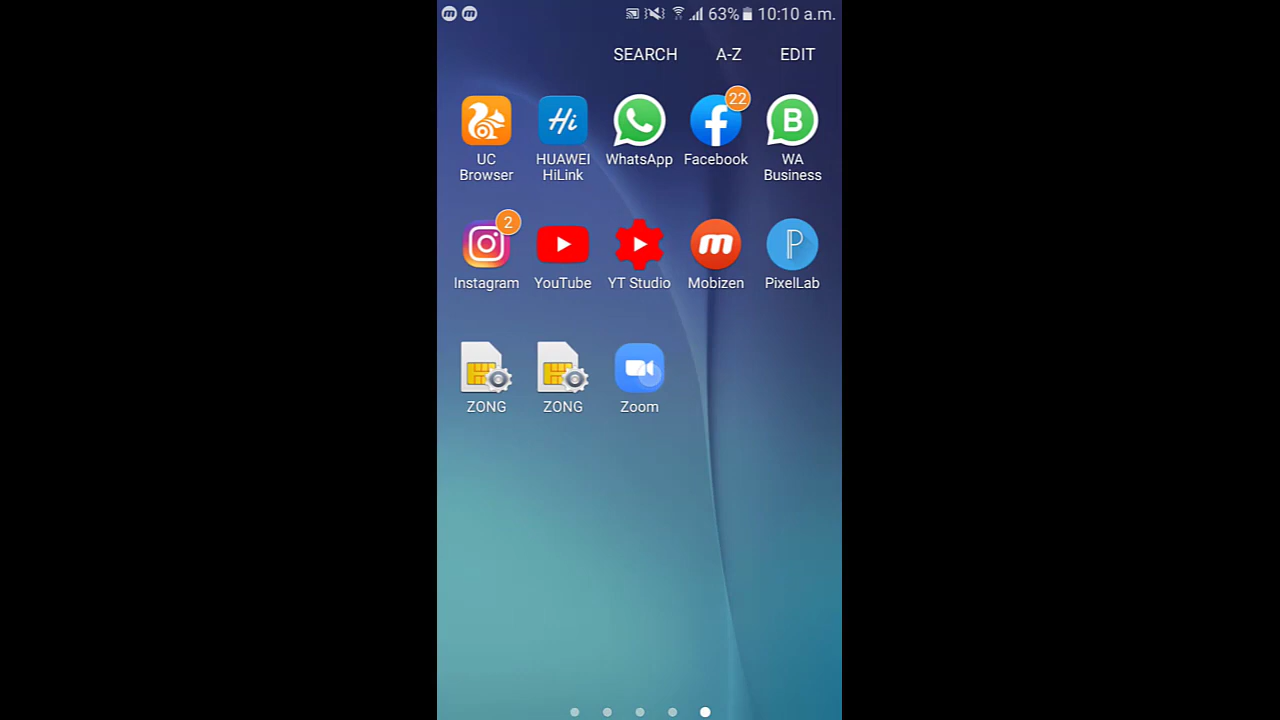 63% 10:10 a.m.
SEARCH A-Z EDIT
22
UC Browser
HUAWEI HiLink
WhatsApp
Facebook
WA Business
2
Instagram
YouTube
YT Studio
Mobizen
PixelLab
ZONG
ZONG
Zoom